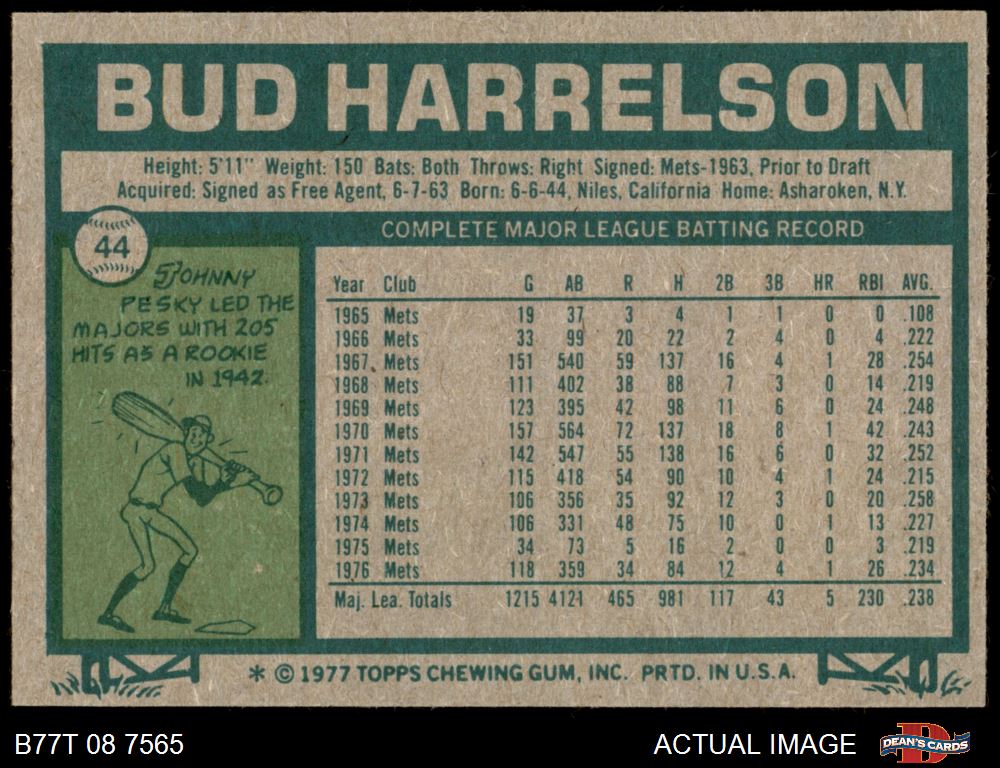 BUD HARRELSON
Height: 5'11" Weight: 150 Bats: Both Throws: Right Signed: Mets-1963, Prior to Draft
Acquired: Signed as Free Agent, 6-7-63 Born: 6-6-44, Niles, California Home: Asharoken, N.Y.
44
JOHNNY
PESKY LED THE
MAJORS WITH 205
HITS AS A ROOKIE
IN 1942.
COMPLETE MAJOR LEAGUE BATTING RECORD
Year Club G AB R H 2B 3B HR RBI AVG.
1965 Mets 19 37 3 4 1 1 0 0 .108
1966 Mets 33 99 20 22 2 4 0 4 .222
1967 Mets 151 540 59 137 16 4 1 28 .254
1968 Mets 111 402 38 88 7 3 0 14 .219
1969 Mets 123 395 42 98 11 6 0 24 .248
1970 Mets 157 564 72 137 18 8 1 42 .243
1971 Mets 142 547 55 138 16 6 0 32 .252
1972 Mets 115 418 54 90 10 4 1 24 .215
1973 Mets 106 356 35 92 12 3 0 20 .258
1974 Mets 106 331 48 75 10 0 1 13 .227
1975 Mets 34 73 5 16 2 0 0 3 .219
1976 Mets 118 359 34 84 12 4 1 26 .234
Maj. Lea. Totals 1215 4121 465 981 117 43 5 230 .238
* © 1977 TOPPS CHEWING GUM, INC. PRTD. IN U.S.A.
B77T 08 7565
ACTUAL IMAGE
DEAN'S CARDS